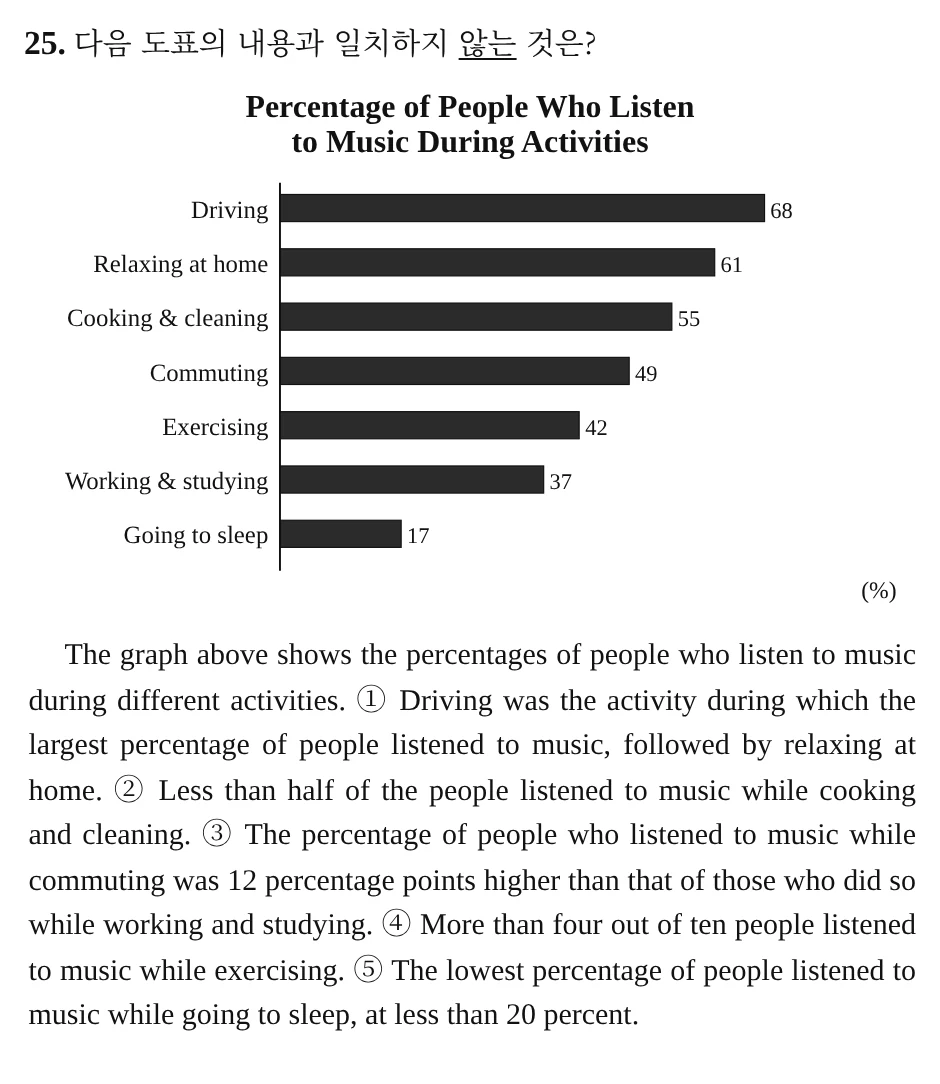 25. 다음 도표의 내용과 일치하지 않는 것은?
Percentage of People Who Listen
to Music During Activities
Driving 68
Relaxing at home 61
Cooking & cleaning 55
Commuting 49
Exercising 42
Working & studying 37
Going to sleep 17
(%)
The graph above shows the percentages of people who listen to music
during different activities. ① Driving was the activity during which the
largest percentage of people listened to music, followed by relaxing at
home. ② Less than half of the people listened to music while cooking
and cleaning. ③ The percentage of people who listened to music while
commuting was 12 percentage points higher than that of those who did so
while working and studying. ④ More than four out of ten people listened
to music while exercising. ⑤ The lowest percentage of people listened to
music while going to sleep, at less than 20 percent.